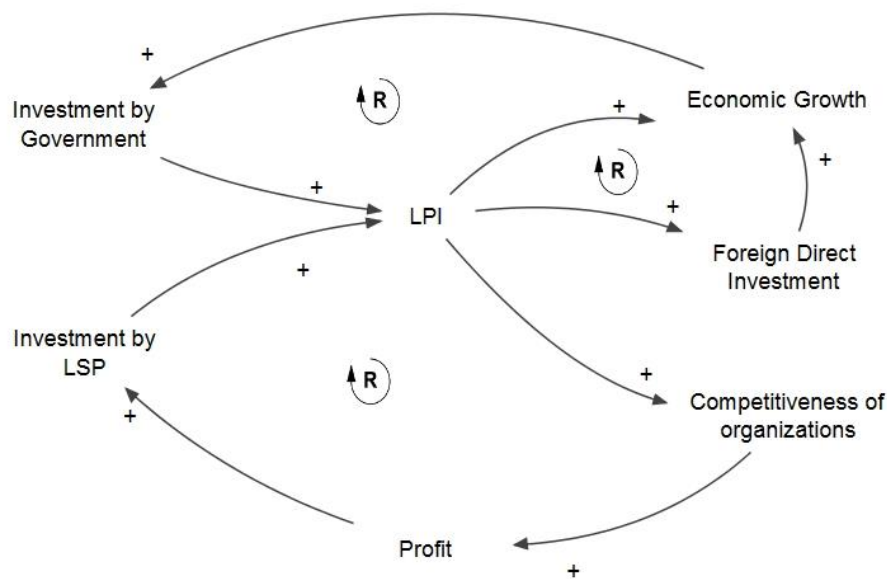 +
Investment by
Government
R
+
Economic Growth
R
+
+
LPI
+
+
Foreign Direct
Investment
Investment by
LSP
R
+
+
Competitiveness of
organizations
Profit
+